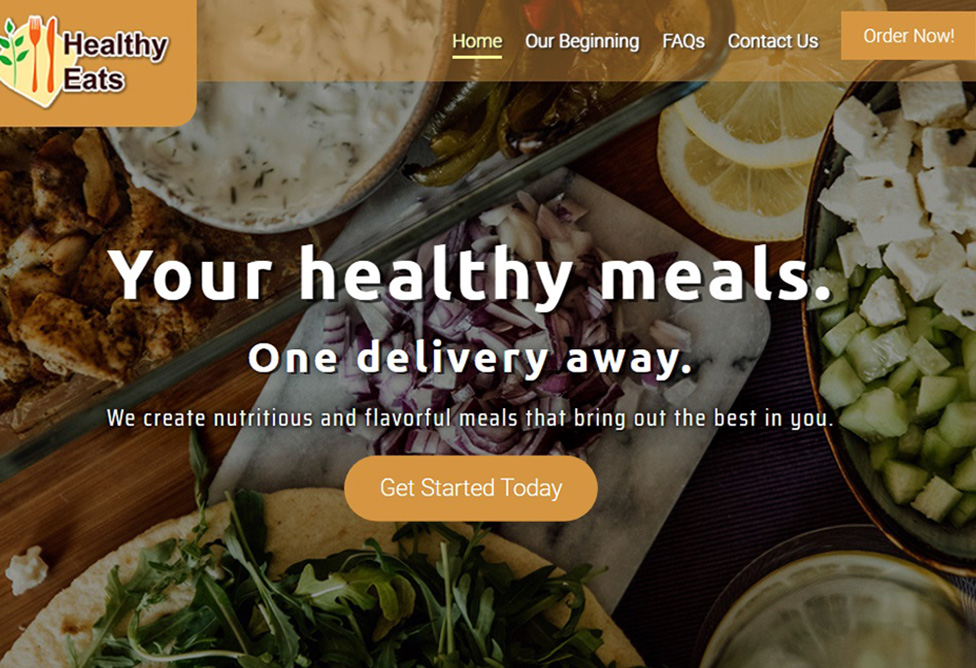 Healthy
Eats
Home Our Beginning FAQs Contact Us Order Now!
Your healthy meals.
One delivery away.
We create nutritious and flavorful meals that bring out the best in you.
Get Started Today